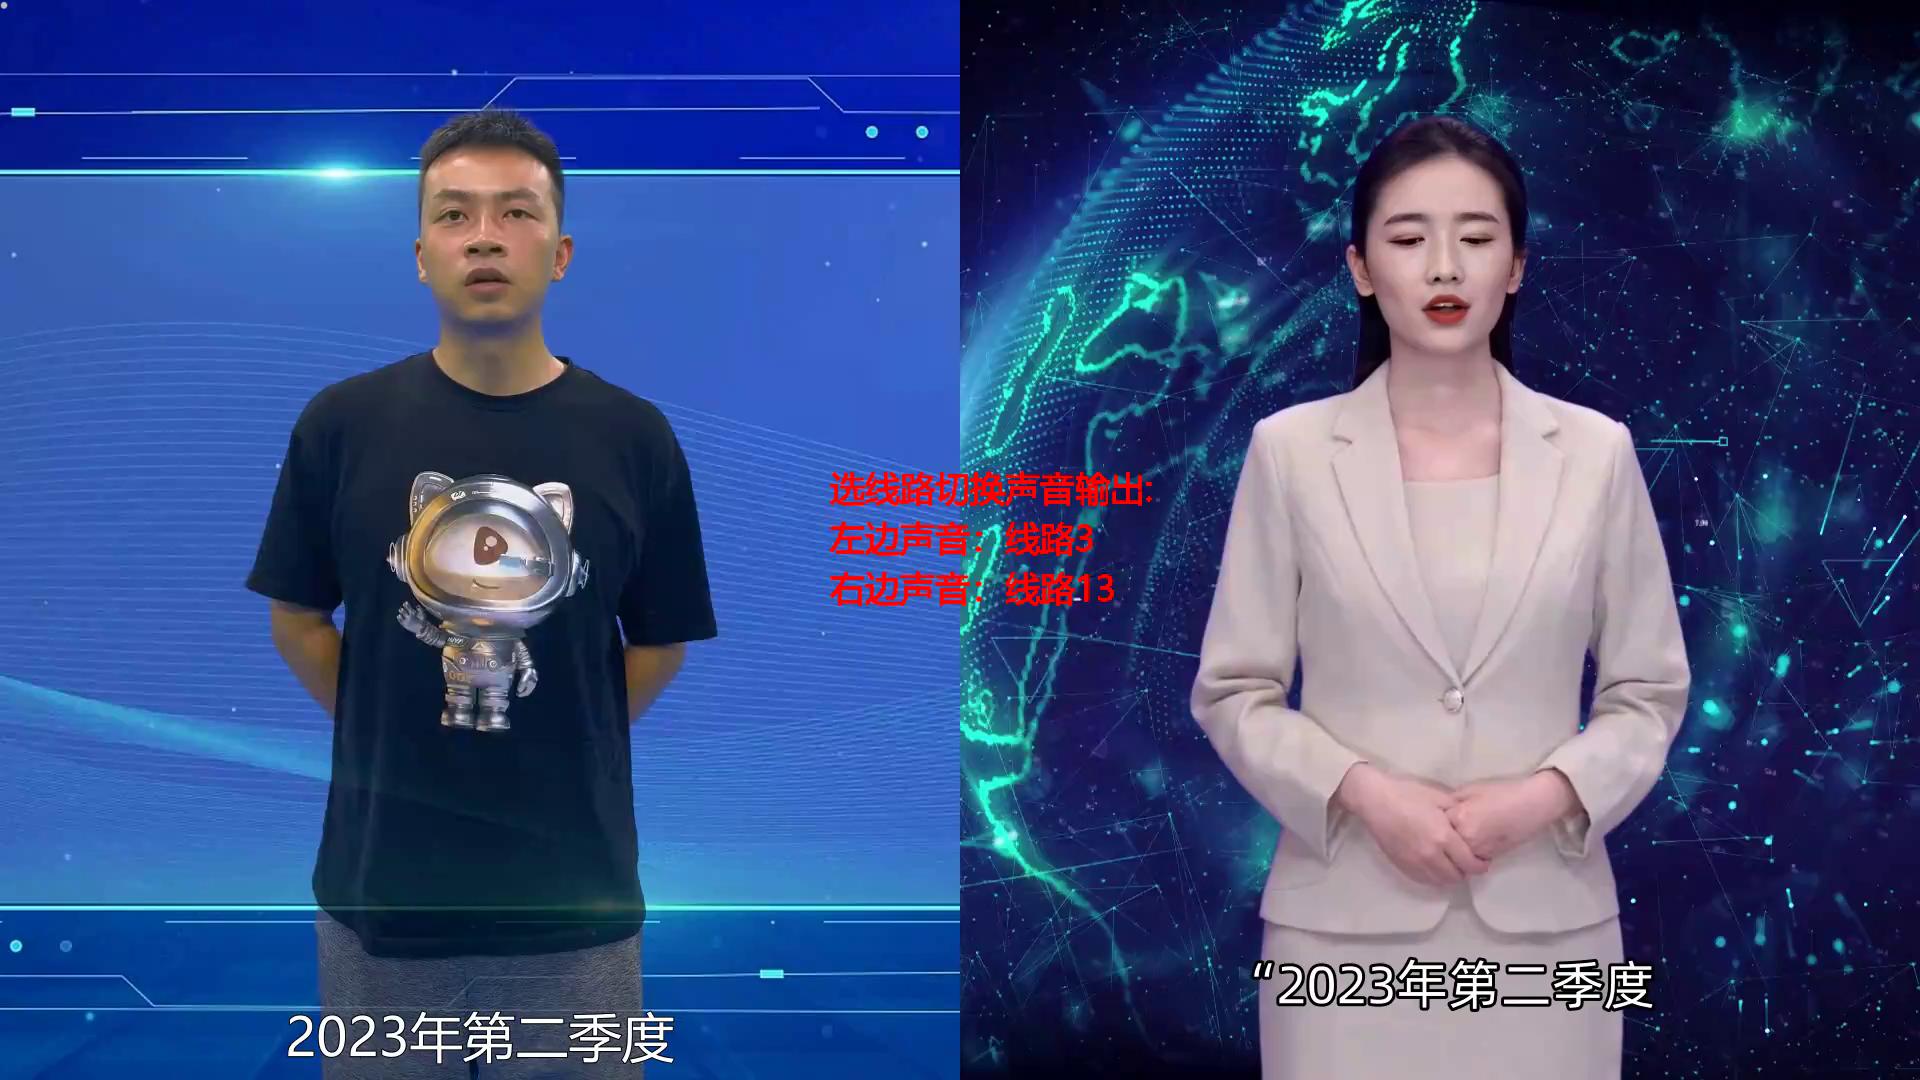 选线路切换声音输出:
左边声音：线路3
右边声音：线路13
2023年第二季度
“2023年第二季度